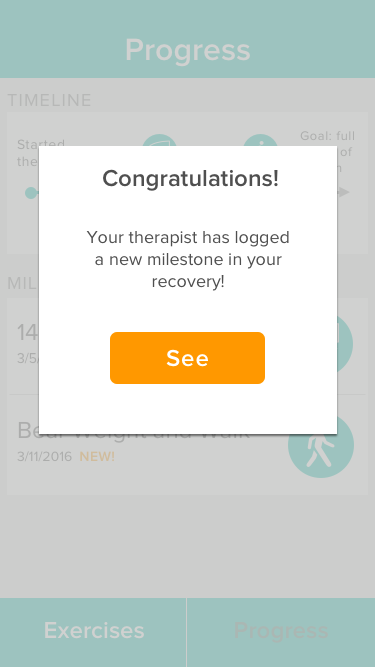 Progress
TIMELINE
Started
the
Goal: full
of
Congratulations!
Your therapist has logged
a new milestone in your
recovery!
See
MIL
14
3/5/
Bear Weight and Walk
3/11/2016 NEW!
Exercises
Progress